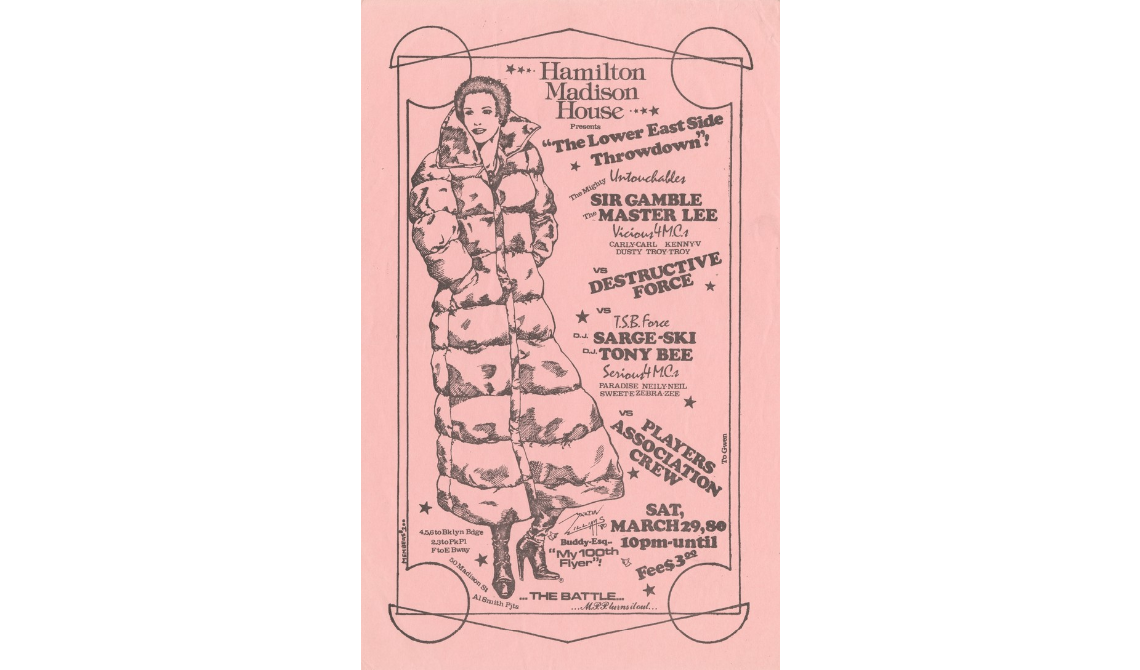 Hamilton
Madison
House
Presents
"The Lower East Side
Throwdown"!
The Mighty Untouchables
SIR GAMBLE
The MASTER LEE
Vicious 4 M.C.s
CARLY-CARL KENNY-V
DUSTY TROY-TROY
VS
DESTRUCTIVE
FORCE
VS
T.S.B. Force
D.J. SARGE-SKI
D.J. TONY BEE
Serious 4 M.C.s
PARADISE NEILY-NEIL
SWEET-E ZEBRA-ZEE
VS
PLAYERS
ASSOCIATION
CREW
To Gwen
SAT,
MARCH 29, 80
10pm-until
Fee $3.00
Buddy-Esq..
"My 100th
Flyer"!
MEMBERS $2.00
4,5,6 to Bklyn Bdge
2,3 to Pk Pl
F to E Bway
50 Madison St
Al Smith Pjts
...THE BATTLE...
...M.P.P. turns it out...